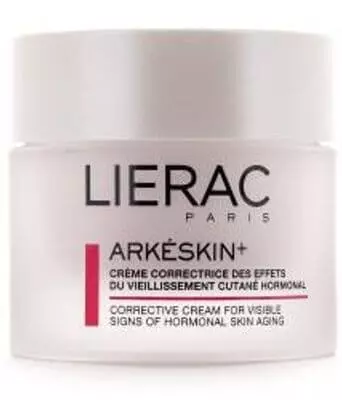 LIERAC
PARIS
ARKÉSKIN+
CRÈME CORRECTRICE DES EFFETS
DU VIEILLISSEMENT CUTANÉ HORMONAL
CORRECTIVE CREAM FOR VISIBLE
SIGNS OF HORMONAL SKIN AGING